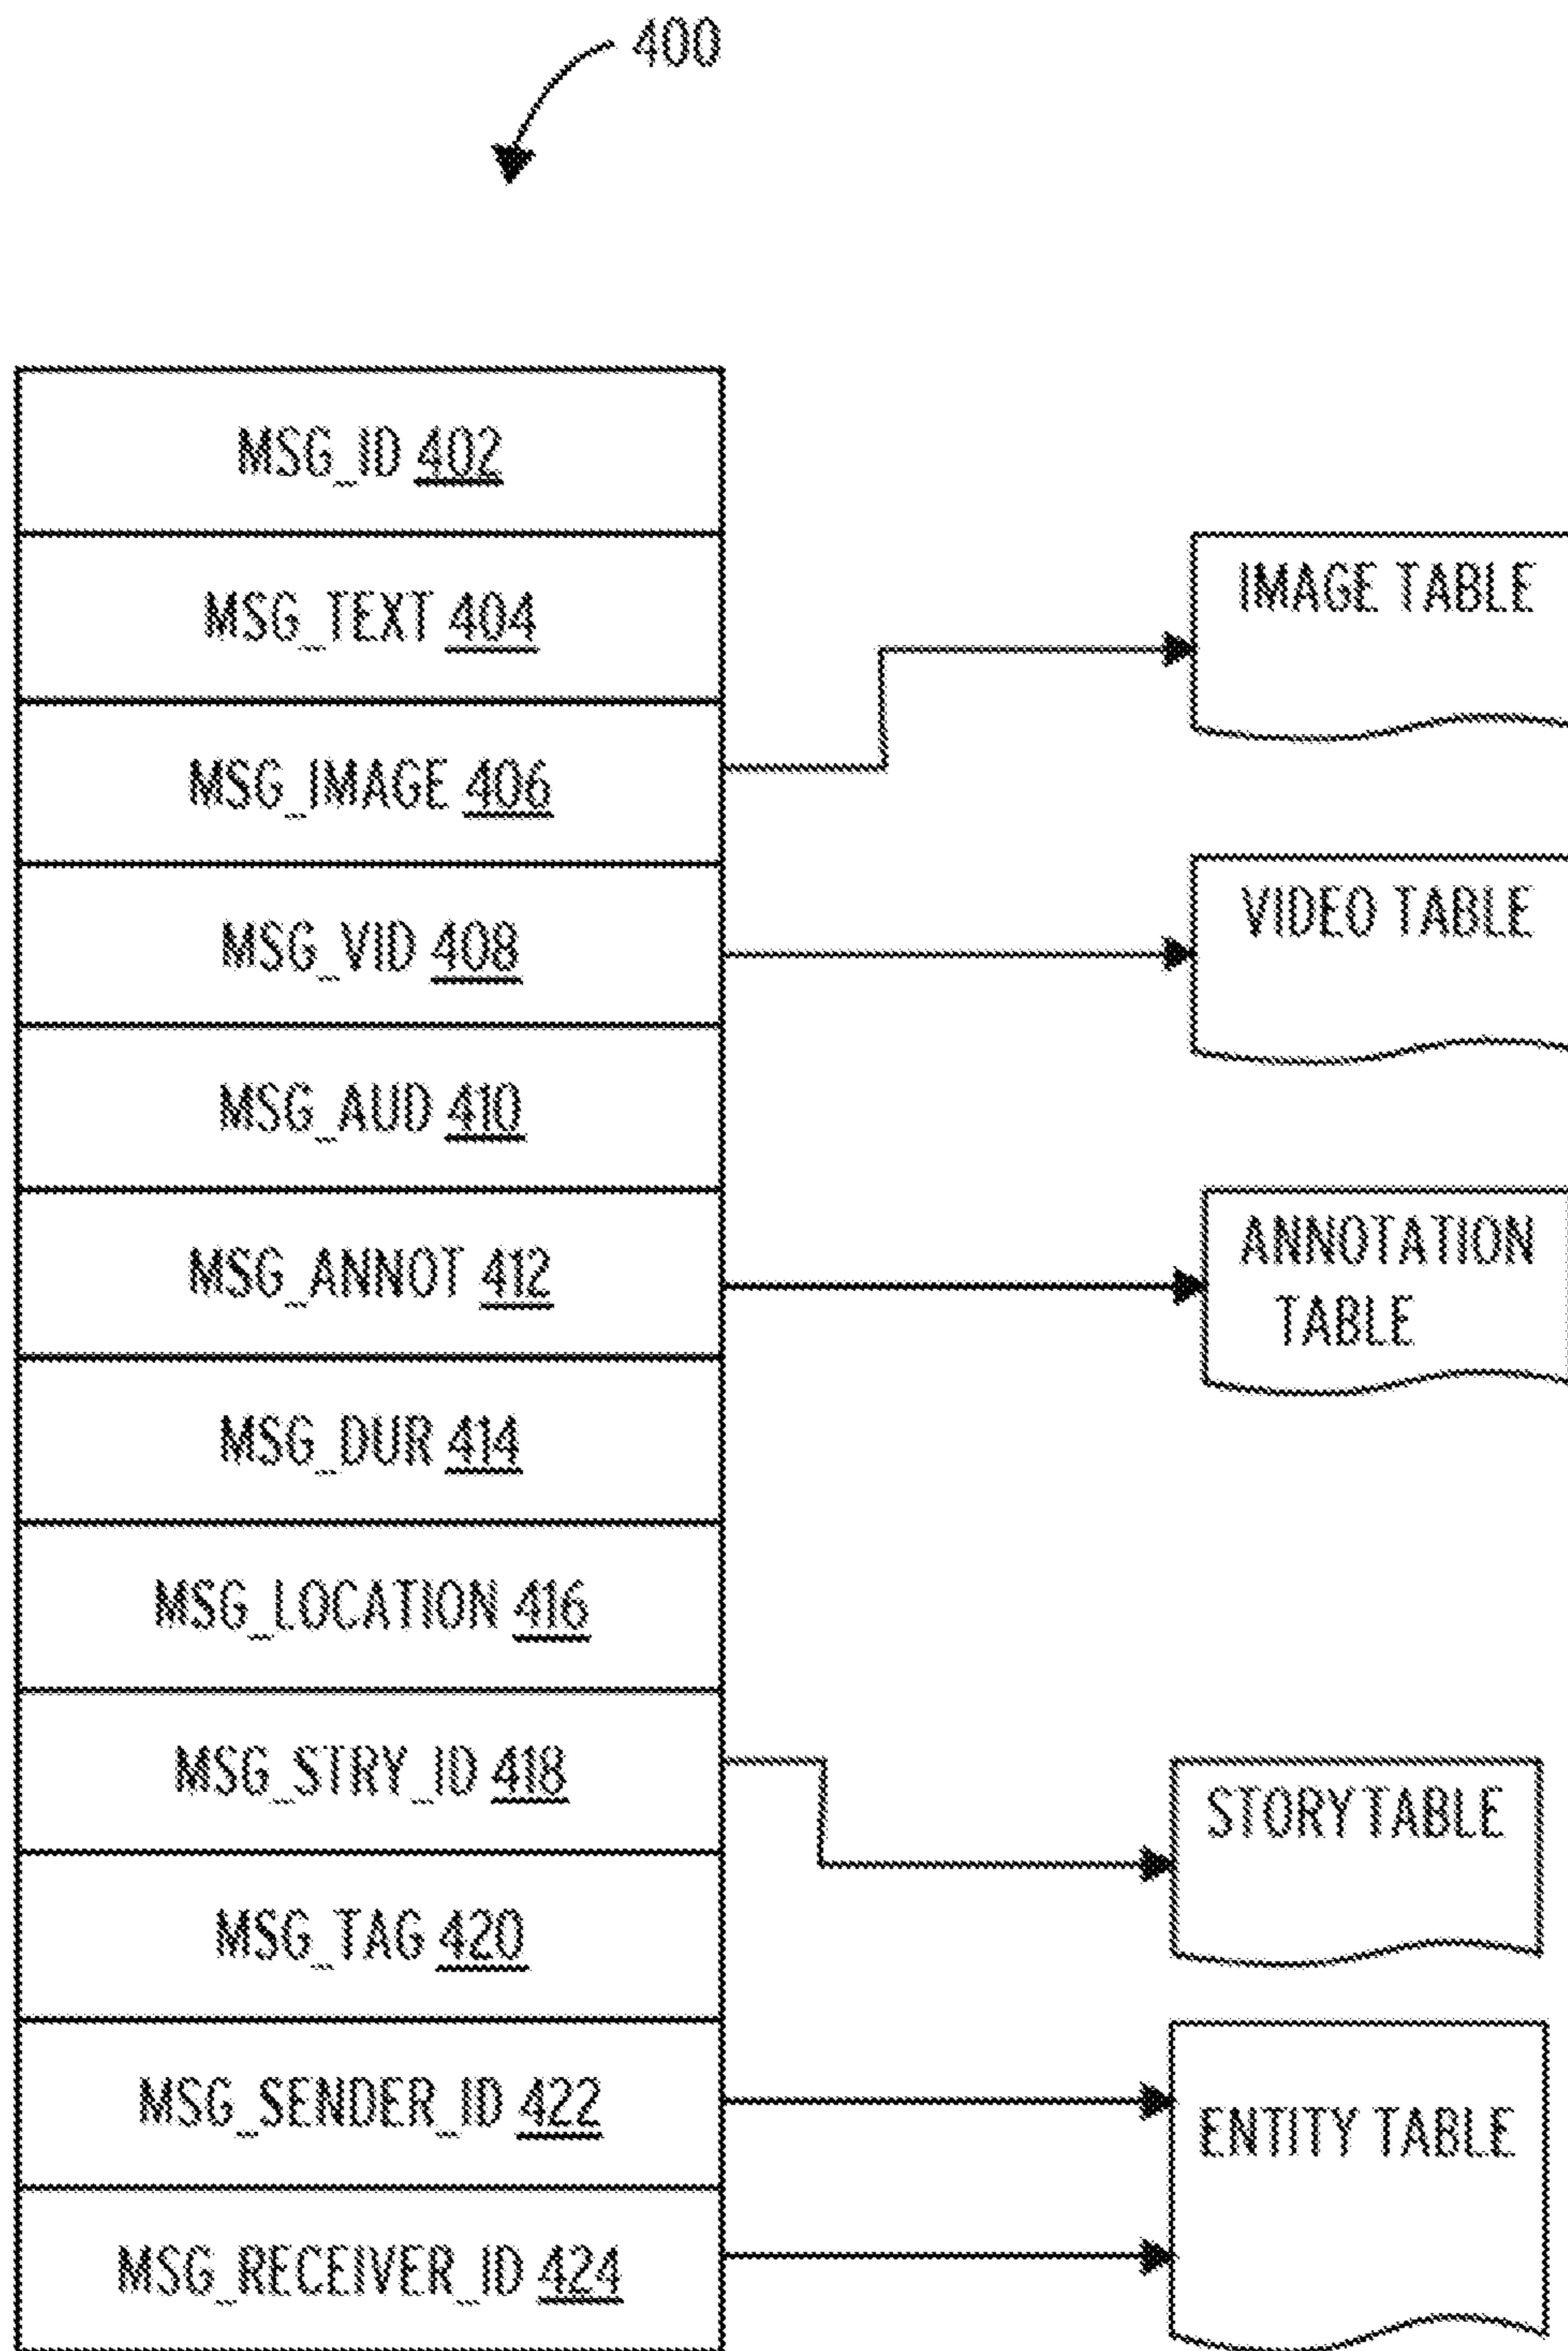 400
MSG_ID 402
MSG_TEXT 404
MSG_IMAGE 406
MSG_VID 408
MSG_AUD 410
MSG_ANNOT 412
MSG_DUR 414
MSG_LOCATION 416
MSG_STRY_ID 418
MSG_TAG 420
MSG_SENDER_ID 422
MSG_RECEIVER_ID 424
IMAGE TABLE
VIDEO TABLE
ANNOTATION
TABLE
STORY TABLE
ENTITY TABLE